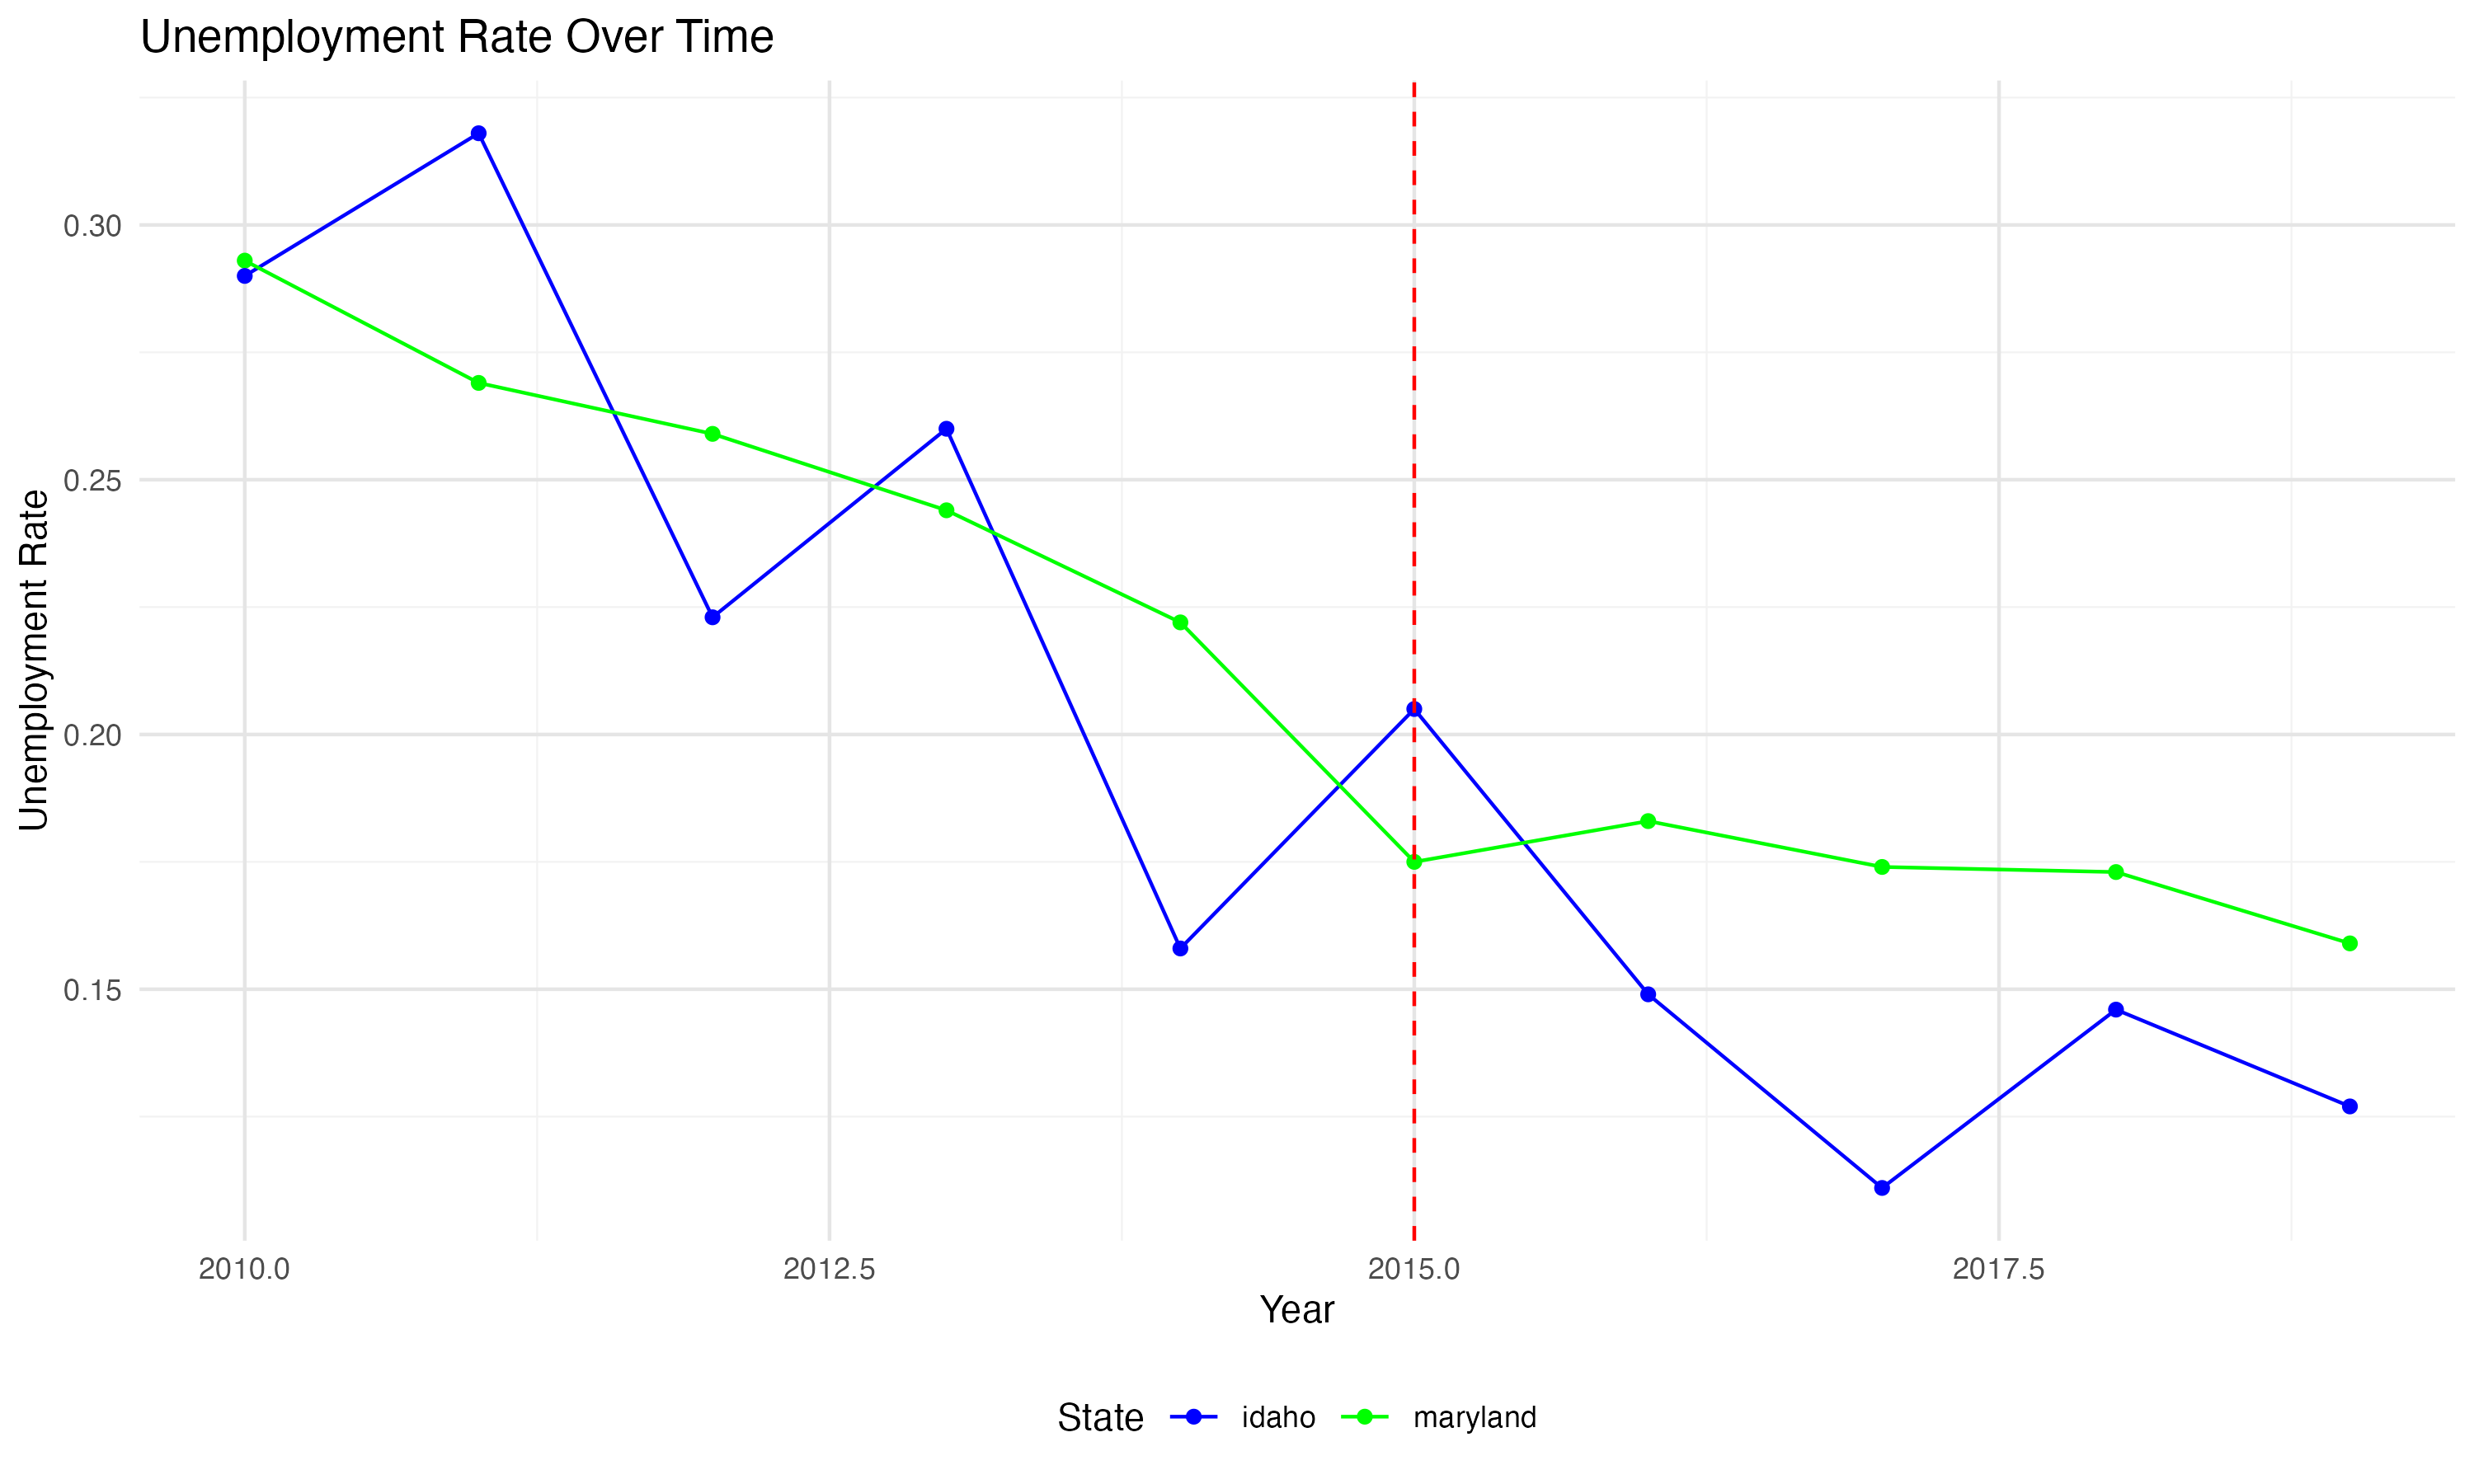 Unemployment Rate Over Time
Unemployment Rate
0.30
0.25
0.20
0.15
2010.0 2012.5 2015.0 2017.5
Year
State idaho maryland